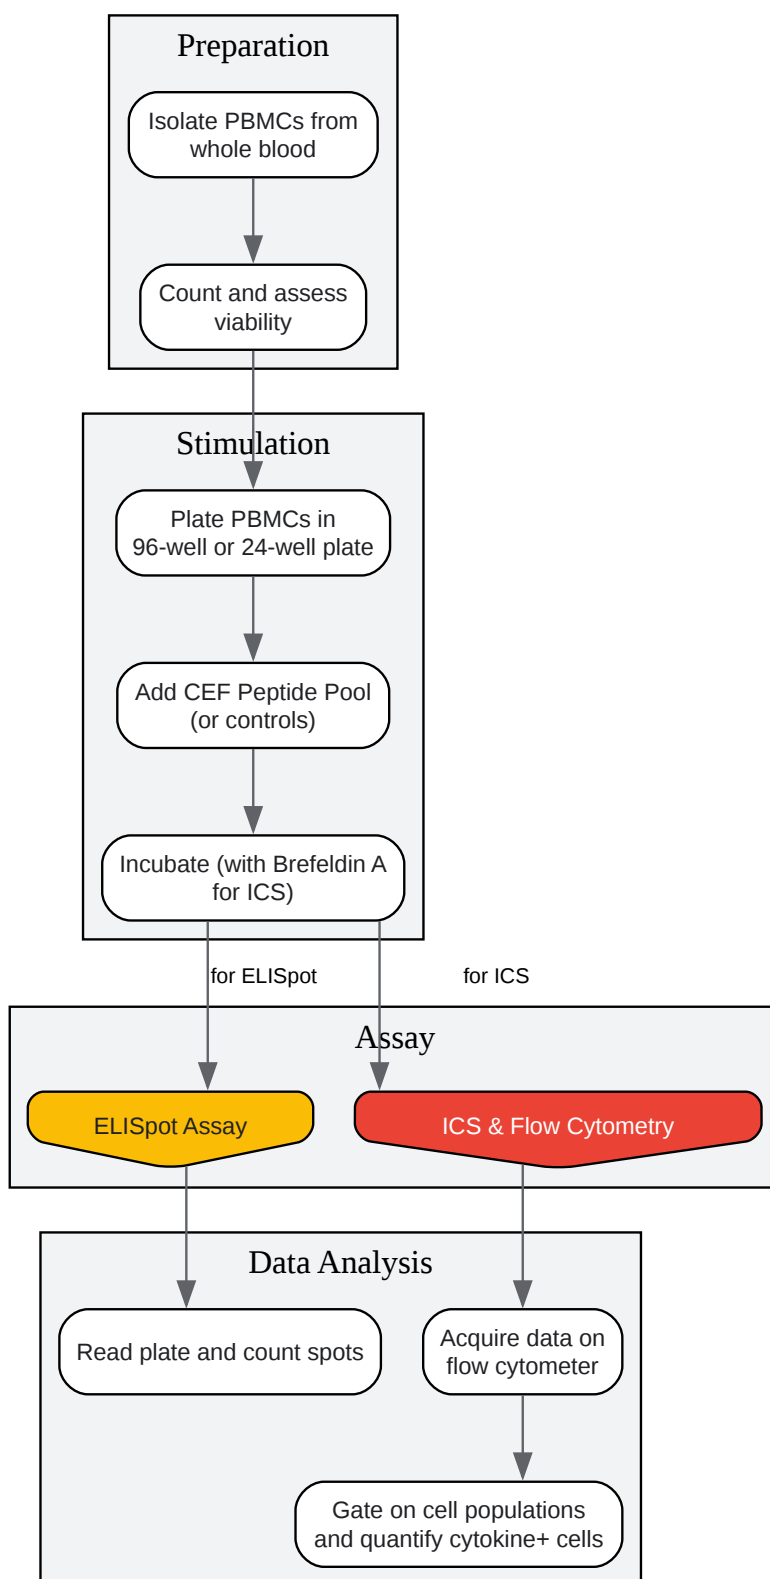 Preparation
Isolate PBMCs from
whole blood
Count and assess
viability
Stimulation
Plate PBMCs in
96-well or 24-well plate
Add CEF Peptide Pool
(or controls)
Incubate (with Brefeldin A
for ICS)
for ELISpot
for ICS
Assay
ELISpot Assay
ICS & Flow Cytometry
Data Analysis
Read plate and count spots
Acquire data on
flow cytometer
Gate on cell populations
and quantify cytokine+ cells